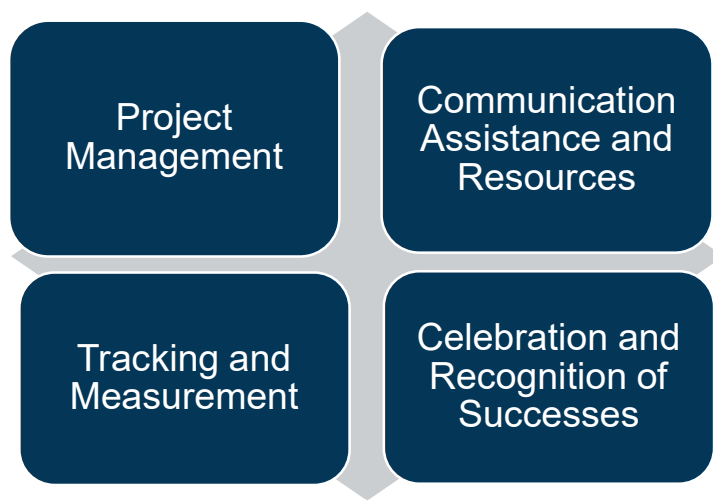 Project
Management
Communication
Assistance and
Resources
Tracking and
Measurement
Celebration and
Recognition of
Successes